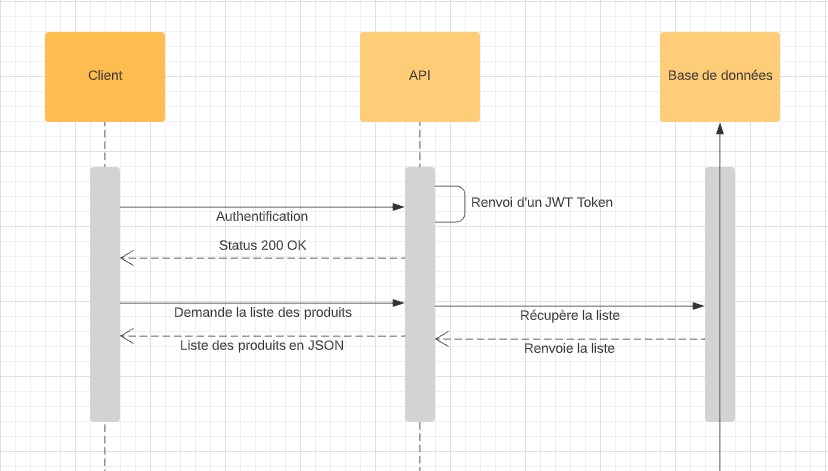 Client
API
Base de données
Renvoi d'un JWT Token
Authentification
Status 200 OK
Demande la liste des produits
Récupère la liste
Liste des produits en JSON
Renvoie la liste